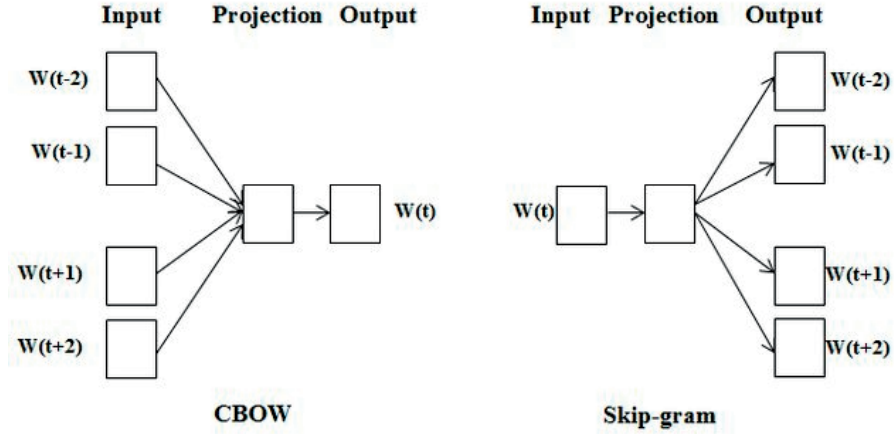 Input Projection Output
W(t-2)
W(t-1)
W(t)
W(t+1)
W(t+2)
CBOW
Input Projection Output
W(t-2)
W(t-1)
W(t)
W(t+1)
W(t+2)
Skip-gram